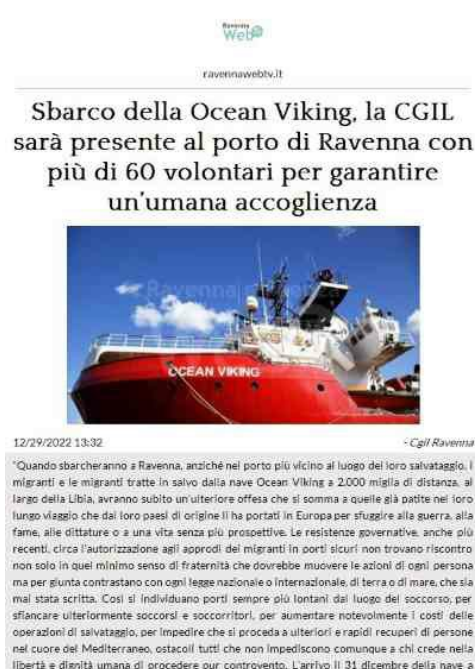 Ravenna
Web
ravennawebtv.it
Sbarco della Ocean Viking, la CGIL
sarà presente al porto di Ravenna con
più di 60 volontari per garantire
un'umana accoglienza
OCEAN VIKING
12/29/2022 13:32
- Cgil Ravenna
"Quando sbarcheranno a Ravenna, anziché nel porto più vicino al luogo del loro salvataggio, i
migranti e le migranti tratte in salvo dalla nave Ocean Viking a 2.000 miglia di distanza, al
largo della Libia, avranno subito un'ulteriore offesa che si somma a quelle già patite nel loro
lungo viaggio che dai loro paesi di origine li ha portati in Europa per sfuggire alla guerra, alla
fame, alle dittature o a una vita senza più prospettive. Le resistenze governative, anche più
recenti, circa l'autorizzazione agli approdi dei migranti in porti sicuri non trovano riscontro
non solo in quel minimo senso di fraternità che dovrebbe muovere le azioni di ogni persona
ma per giunta contrastano con ogni legge nazionale o internazionale, di terra o di mare, che sia
mai stata scritta. Così si individuano porti sempre più lontani dal luogo del soccorso, per
sfiancare ulteriormente soccorsi e soccorritori, per aumentare notevolmente i costi delle
operazioni di salvataggio, per impedire che si proceda a ulteriori e rapidi recuperi di persone
nel cuore del Mediterraneo, ostacoli tutti che non impediscono comunque a chi crede nella
libertà e dignità umana di procedere pur controvento. L'arrivo il 31 dicembre della nave a